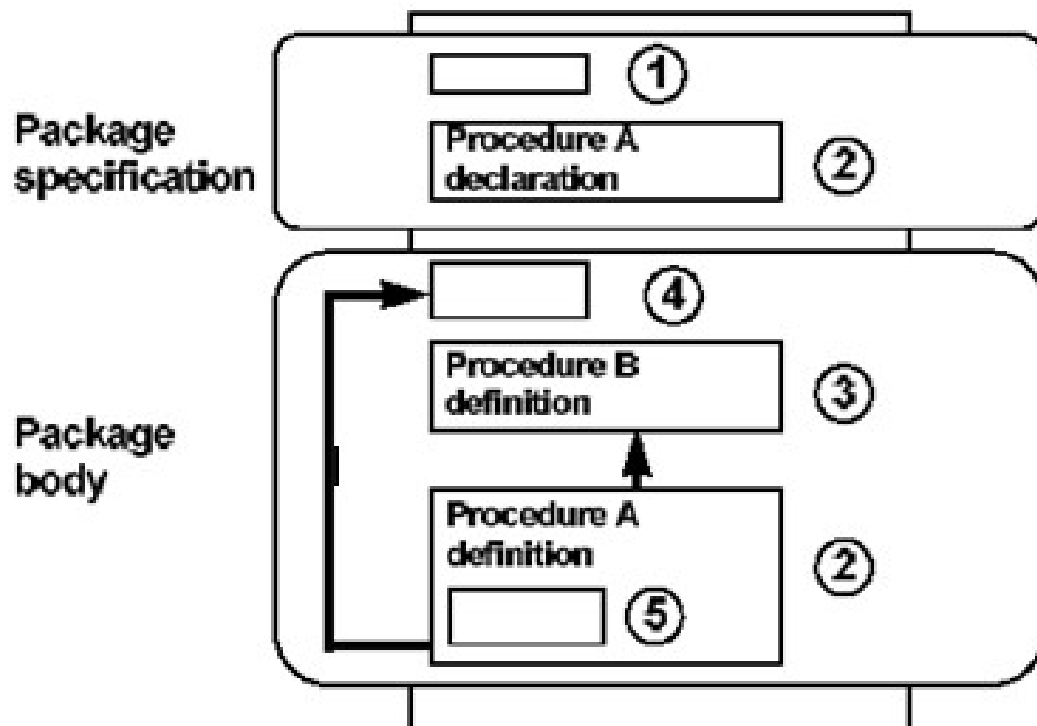 ①
Package
specification
Procedure A
declaration
②
④
Procedure B
definition
③
Package
body
Procedure A
definition
②
⑤